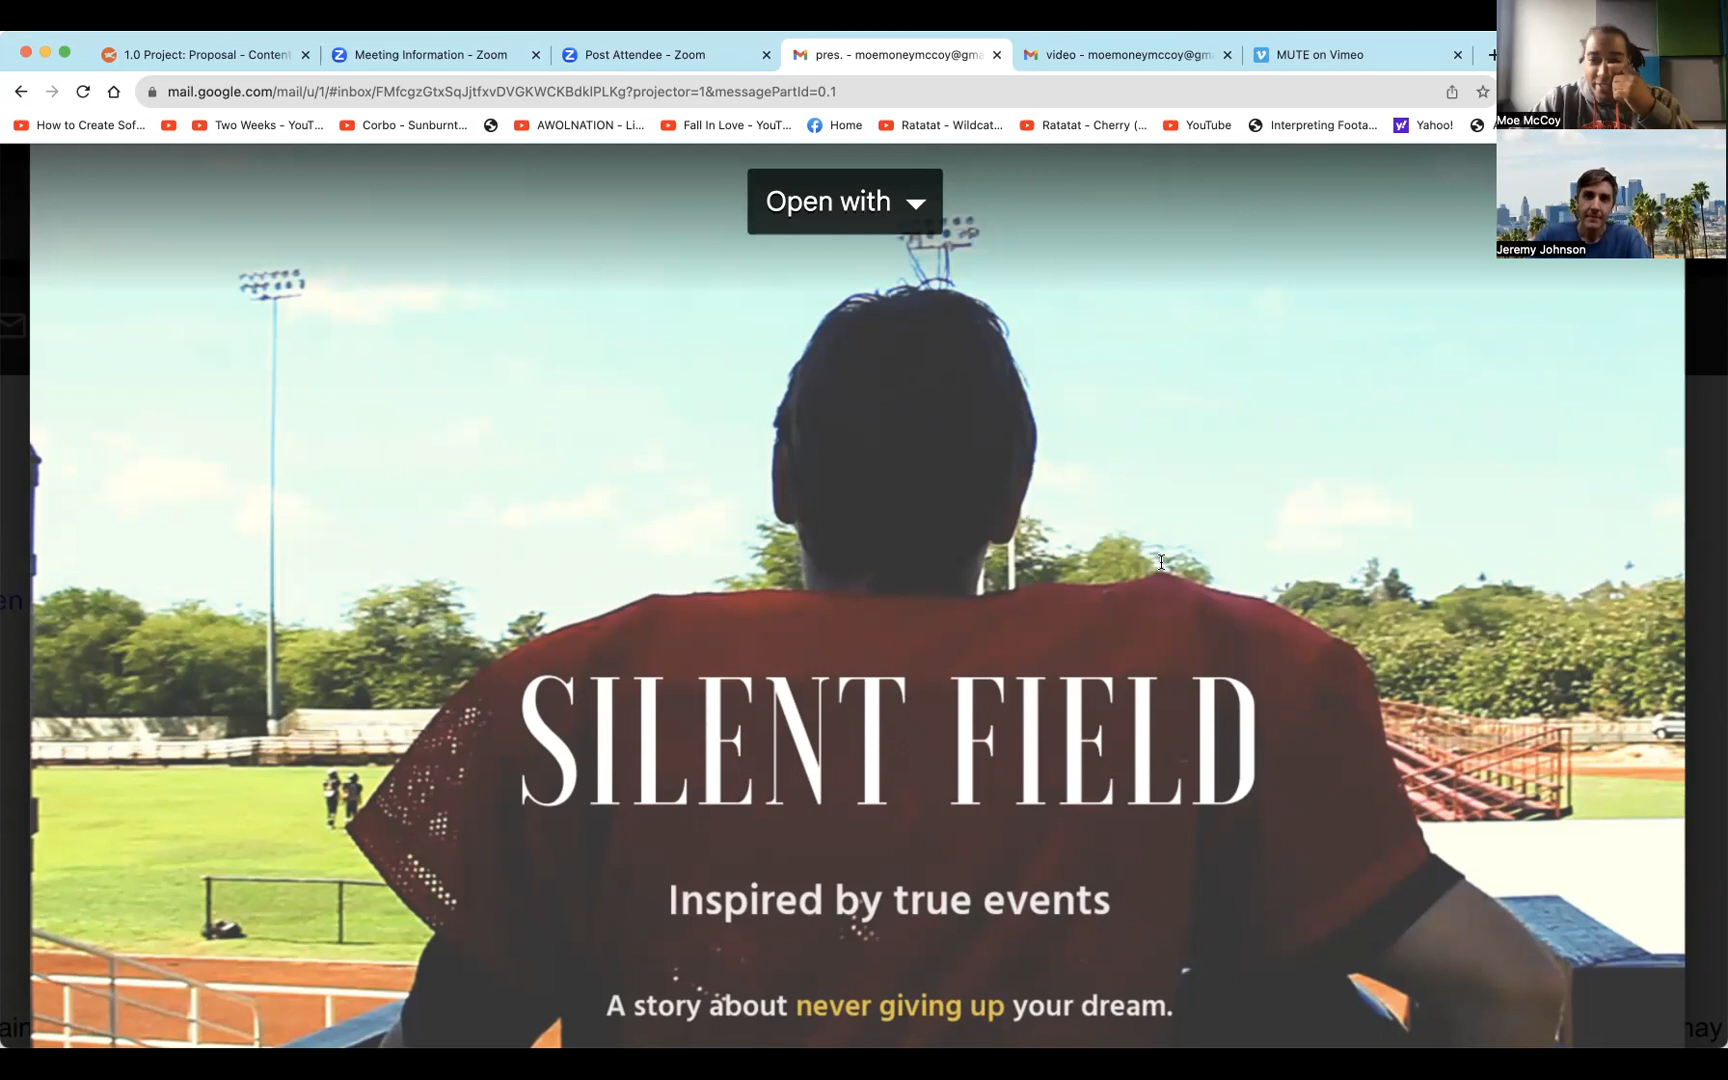 1.0 Project: Proposal - Content
Meeting Information - Zoom
Post Attendee - Zoom
pres. - moemoneymccoy@gma
video - moemoneymccoy@gm
MUTE on Vimeo
mail.google.com/mail/u/1/#inbox/FMfcgzGtxSqJjtfxvDVGKWCKBdkIPLKg?projector=1&messagePartId=0.1
How to Create Sof...
Two Weeks - YouT...
Corbo - Sunburnt...
AWOLNATION - Li...
Fall In Love - YouT...
Home
Ratatat - Wildcat...
Ratatat - Cherry (...
YouTube
Interpreting Foota...
Yahoo!
Moe McCoy
Jeremy Johnson
Open with
SILENT FIELD
Inspired by true events
A story about never giving up your dream.